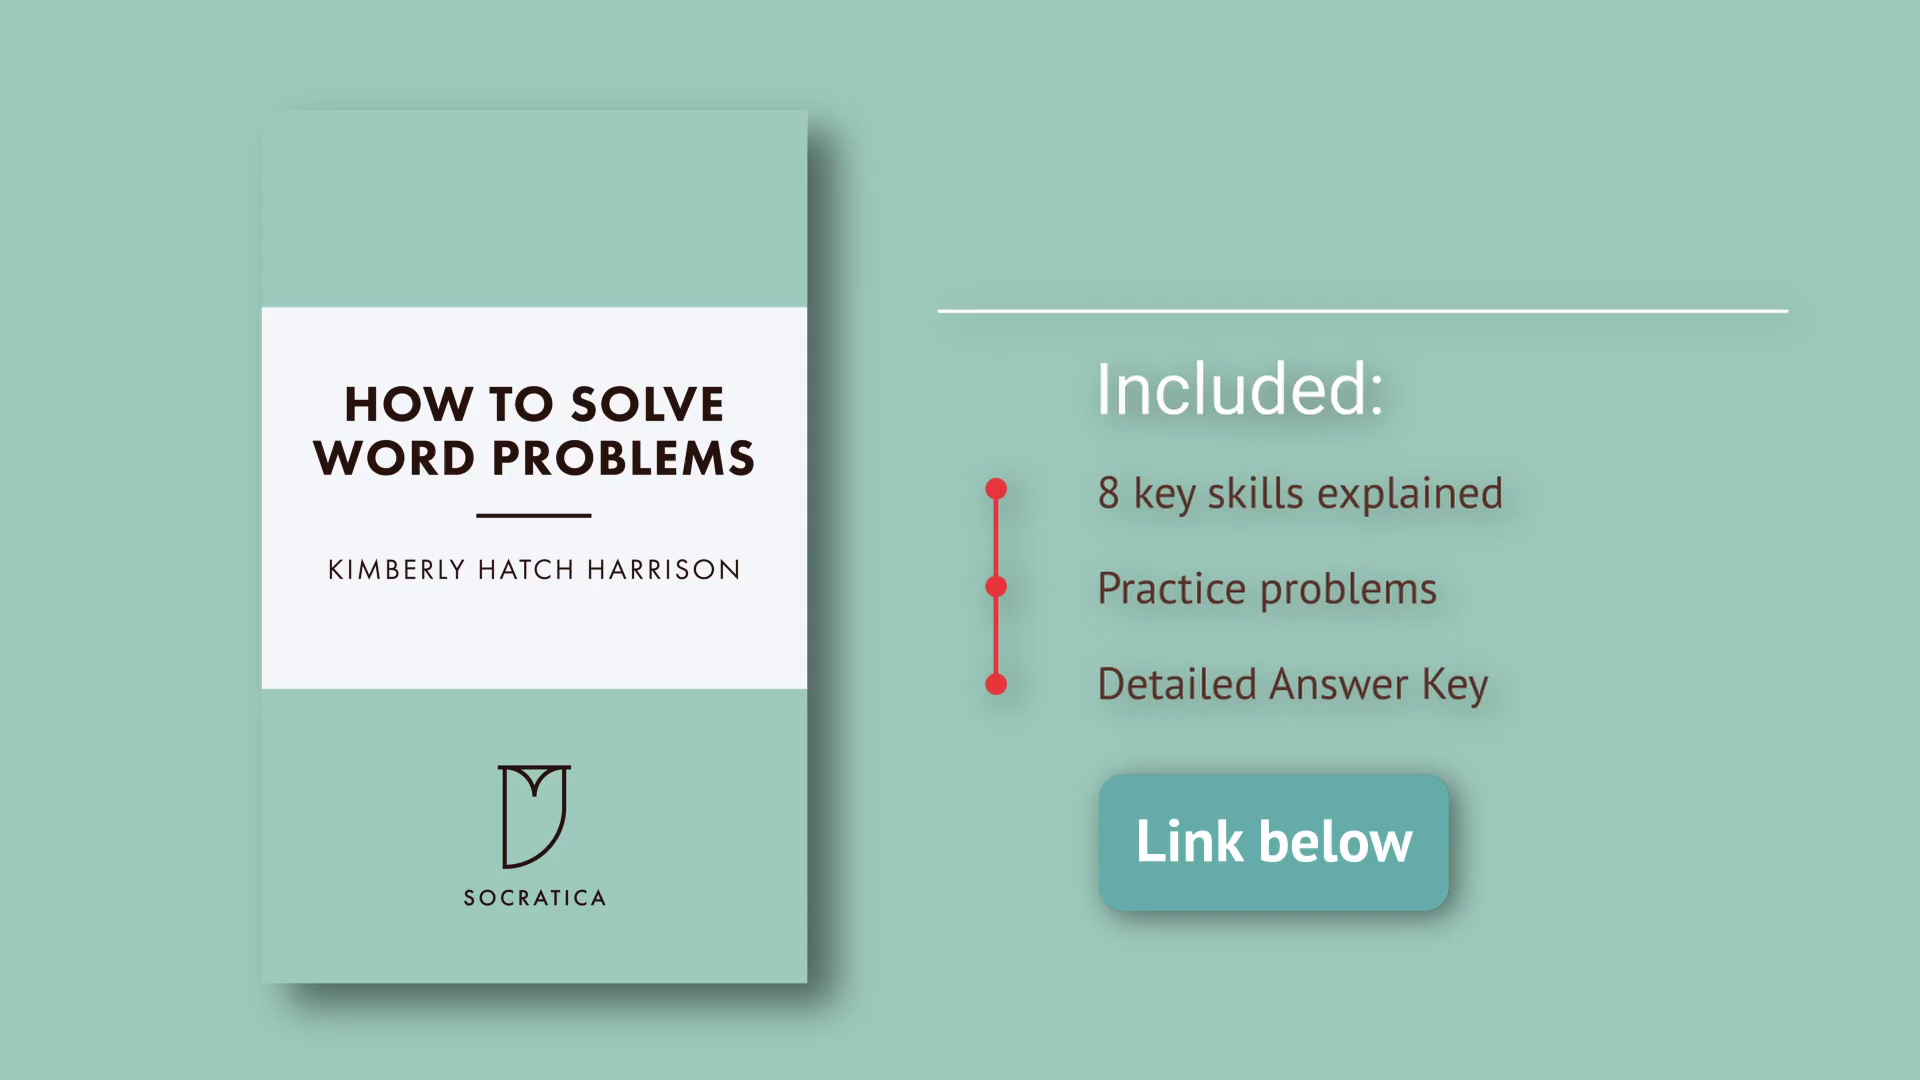 HOW TO SOLVE
WORD PROBLEMS
KIMBERLY HATCH HARRISON
SOCRATICA
Included:
8 key skills explained
Practice problems
Detailed Answer Key
Link below